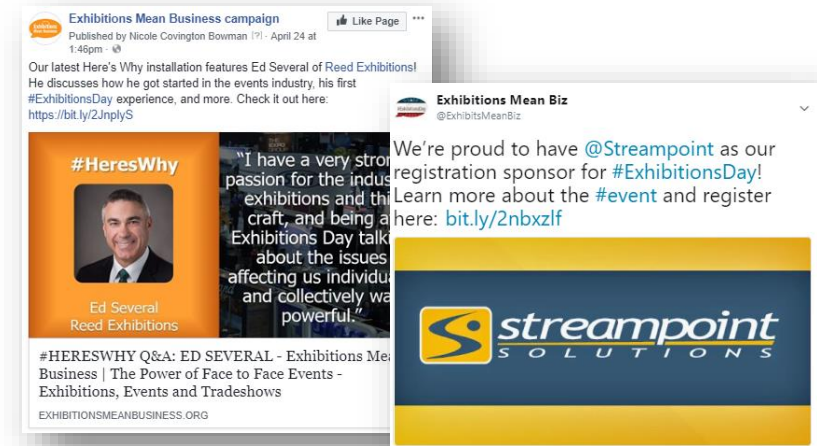 Exhibitions Mean Business campaign
Like Page
Published by Nicole Covington Bowman [?] · April 24 at
1:46pm ·
Our latest Here's Why installation features Ed Several of Reed Exhibitions!
He discusses how he got started in the events industry, his first
#ExhibitionsDay experience, and more. Check it out here:
https://bit.ly/2JnplyS
#HeresWhy
Ed Several
Reed Exhibitions
"I have a very stron
passion for the indus
exhibitions and thi
craft, and being a
Exhibitions Day talki
about the issues
affecting us individua
and collectively wa
powerful."
#HERESWHY Q&A: ED SEVERAL - Exhibitions Mea
Business | The Power of Face to Face Events -
Exhibitions, Events and Tradeshows
EXHIBITIONSMEANBUSINESS.ORG
Exhibitions Mean Biz
@ExhibitsMeanBiz
We're proud to have @Streampoint as our
registration sponsor for #ExhibitionsDay!
Learn more about the #event and register
here: bit.ly/2nbxzlf
streampoint
SOLUTIONS